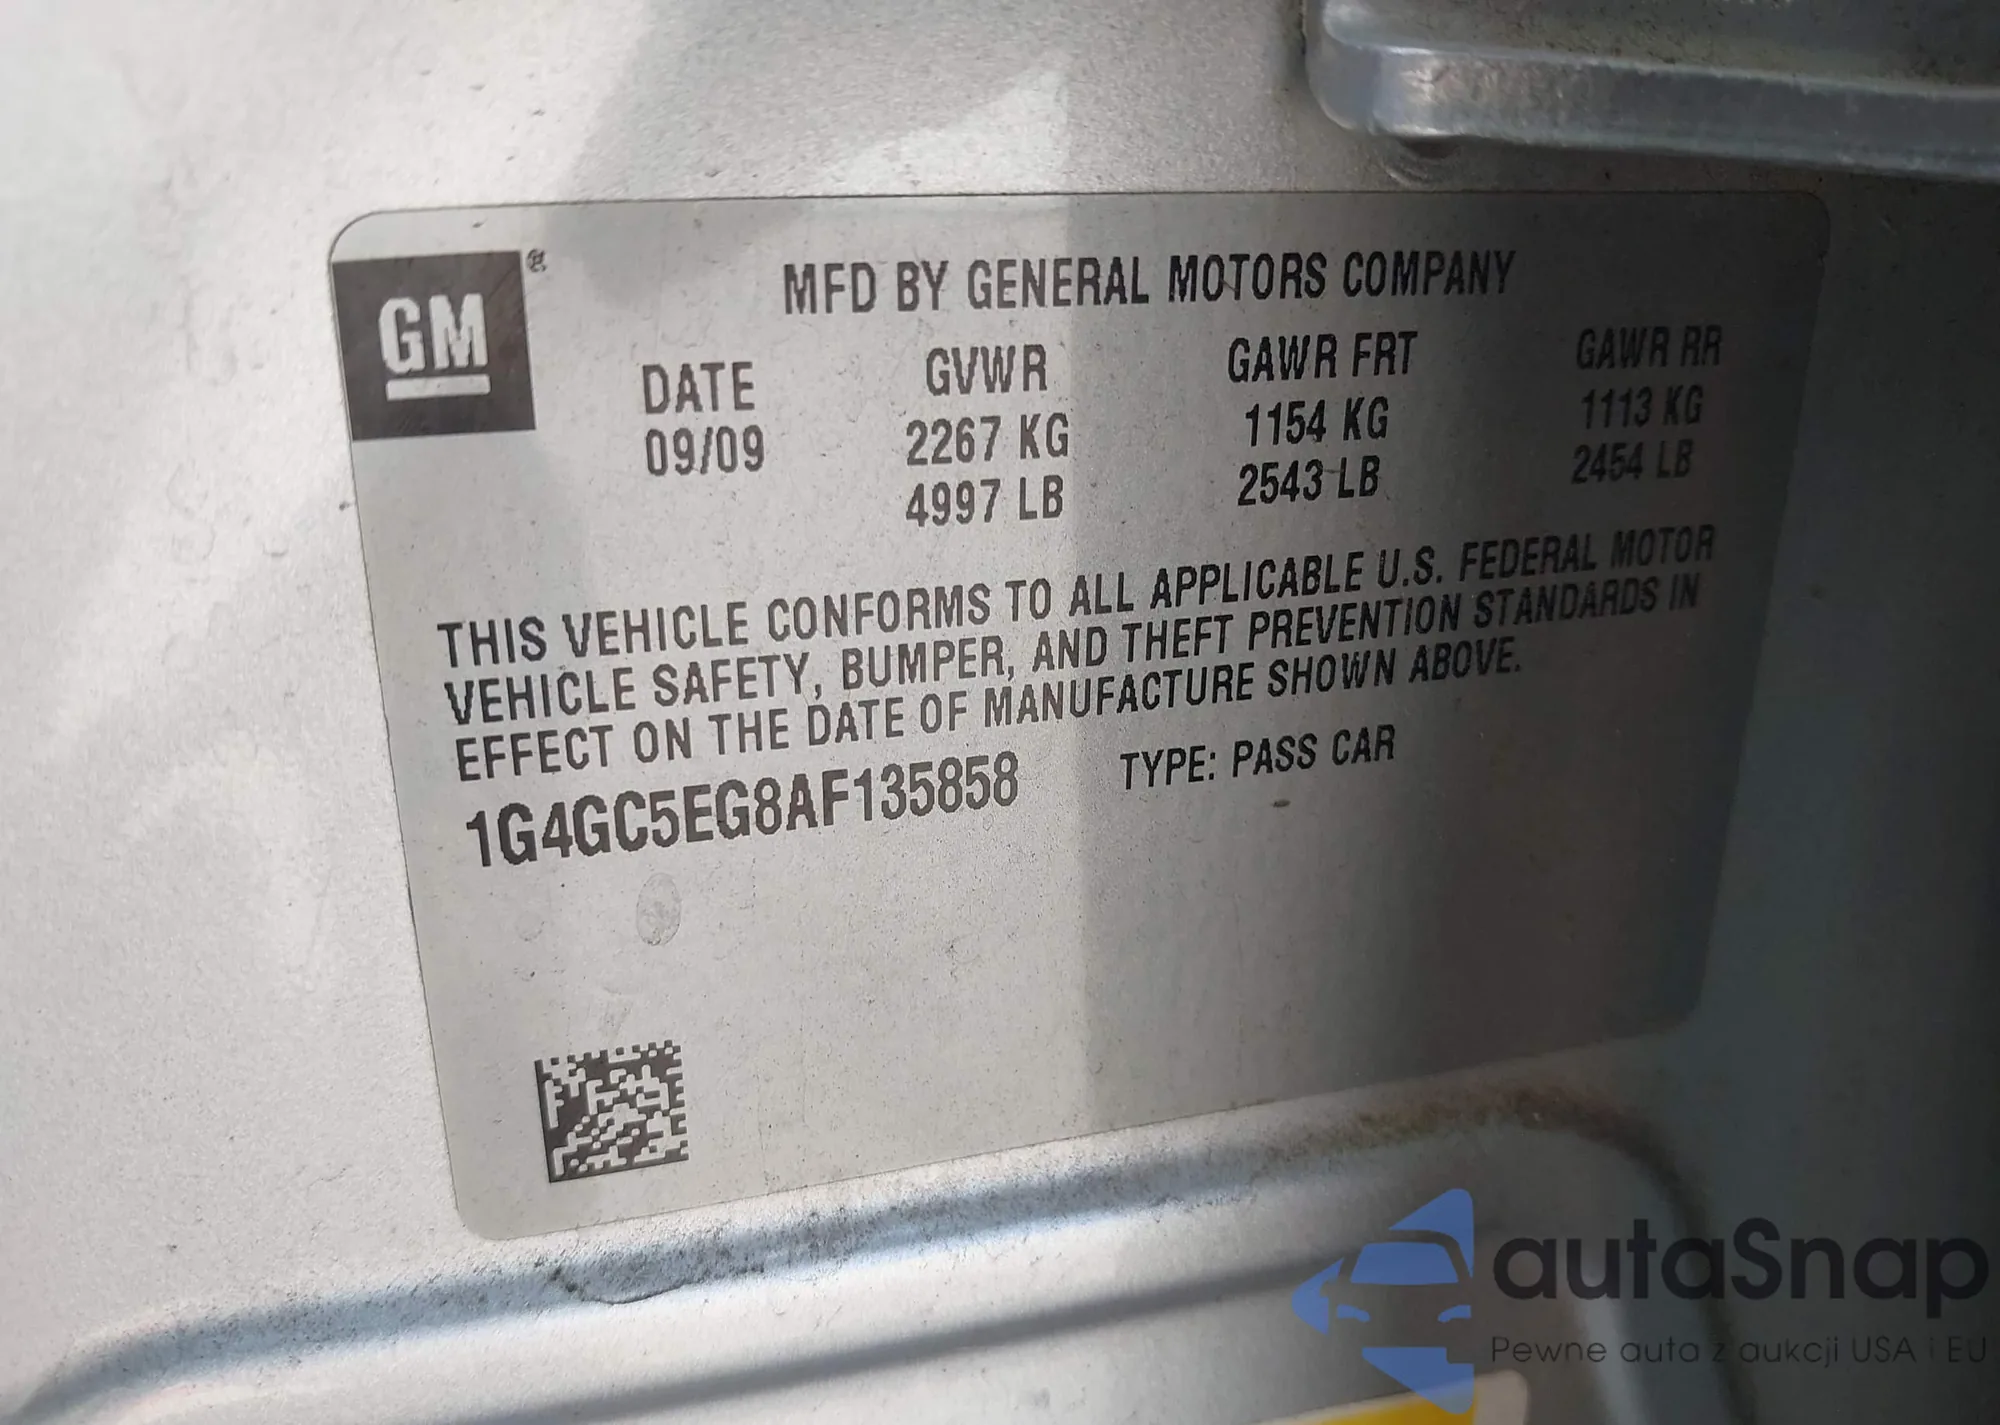 GM
MFD BY GENERAL MOTORS COMPANY
DATE GVWR GAWR FRT GAWR RR
09/09 2267 KG 1154 KG 1113 KG
4997 LB 2543 LB 2454 LB
THIS VEHICLE CONFORMS TO ALL APPLICABLE U.S. FEDERAL MOTOR
VEHICLE SAFETY, BUMPER, AND THEFT PREVENTION STANDARDS IN
EFFECT ON THE DATE OF MANUFACTURE SHOWN ABOVE.
1G4GC5EG8AF135858 TYPE: PASS CAR
autaSnap
Pewne auta z aukcji USA i EU